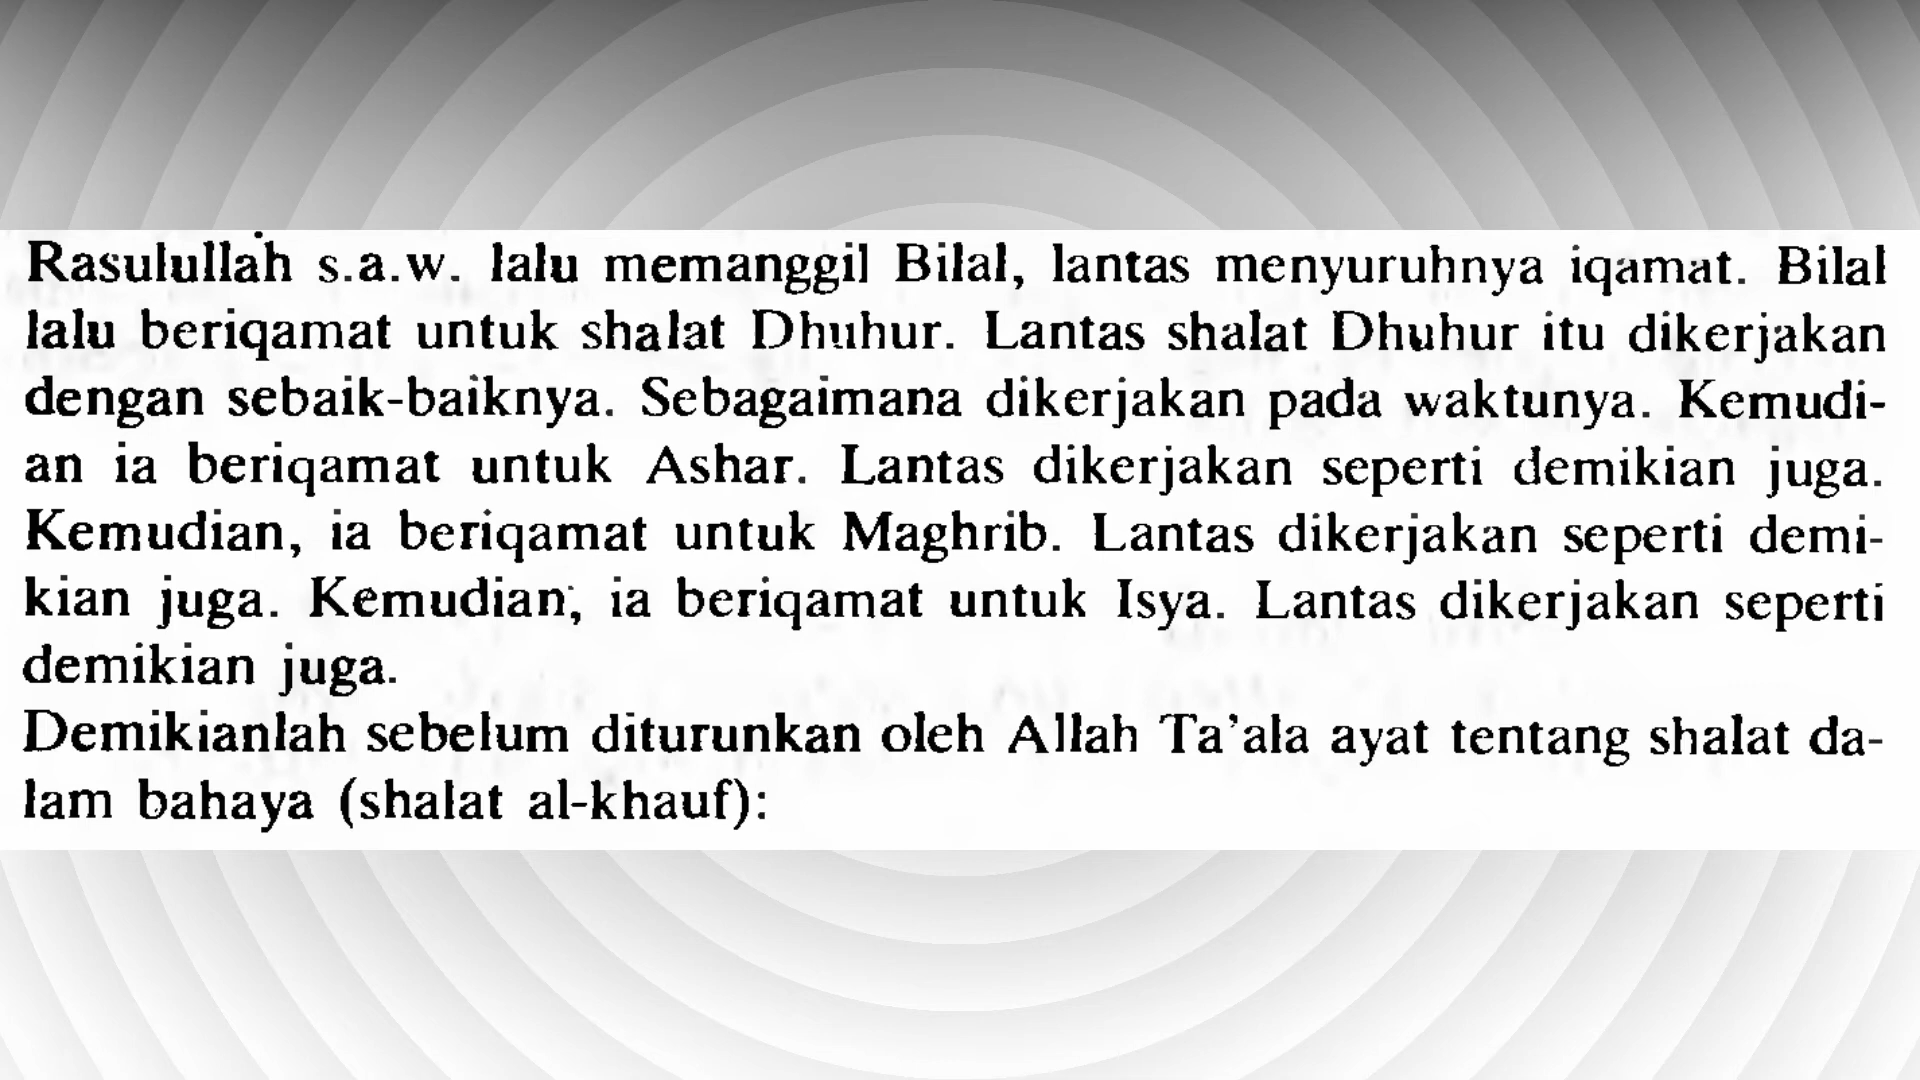 Rasulullah s.a.w. lalu memanggil Bilal, lantas menyuruhnya iqamat. Bilal
lalu beriqamat untuk shalat Dhuhur. Lantas shalat Dhuhur itu dikerjakan
dengan sebaik-baiknya. Sebagaimana dikerjakan pada waktunya. Kemudi-
an ia beriqamat untuk Ashar. Lantas dikerjakan seperti demikian juga.
Kemudian, ia beriqamat untuk Maghrib. Lantas dikerjakan seperti demi-
kian juga. Kemudian, ia beriqamat untuk Isya. Lantas dikerjakan seperti
demikian juga.
Demikianlah sebelum diturunkan oleh Allah Ta'ala ayat tentang shalat da-
lam bahaya (shalat al-khauf):